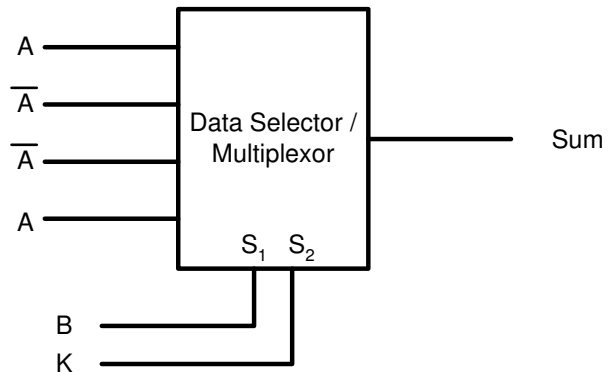 A
A̅
A̅
A
Data Selector /
Multiplexor
S₁ S₂
Sum
B
K